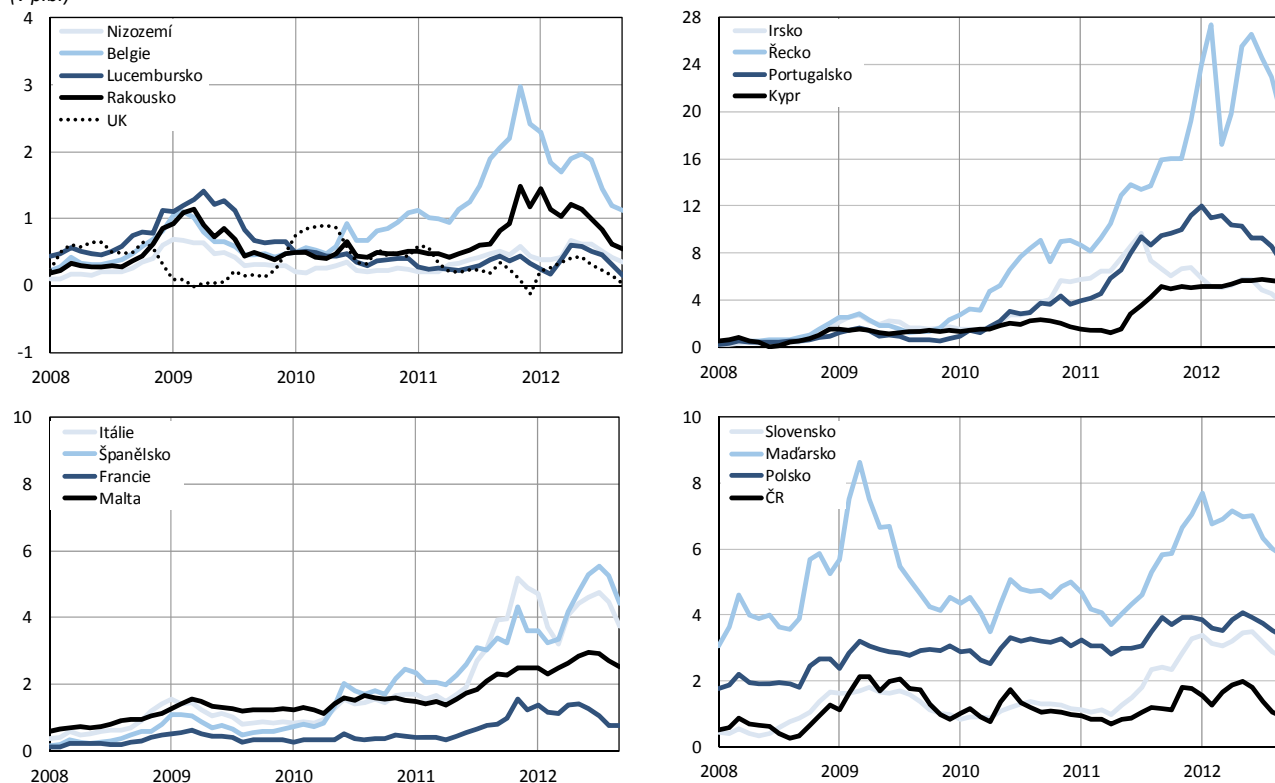 (v p.b.)
4
3
2
1
0
-1
Nizozemí
Belgie
Lucembursko
Rakousko
UK
2008 2009 2010 2011 2012
28
24
20
16
12
8
4
0
Irsko
Řecko
Portugalsko
Kypr
2008 2009 2010 2011 2012
10
8
6
4
2
0
Itálie
Španělsko
Francie
Malta
2008 2009 2010 2011 2012
10
8
6
4
2
0
Slovensko
Maďarsko
Polsko
ČR
2008 2009 2010 2011 2012